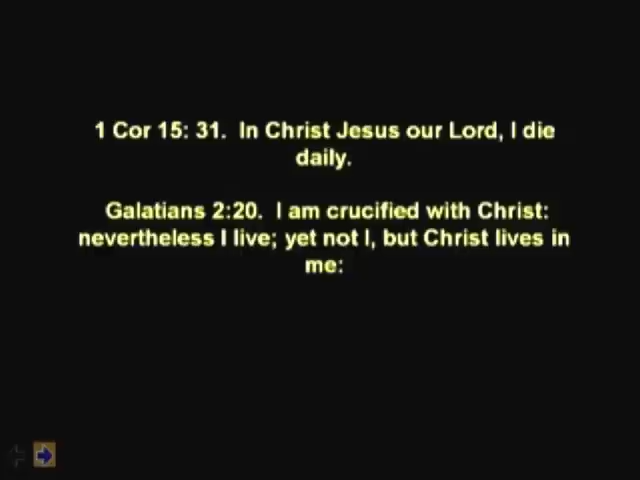 1 Cor 15: 31.  In Christ Jesus our Lord, I die
daily.
Galatians 2:20.  I am crucified with Christ:
nevertheless I live; yet not I, but Christ lives in
me: